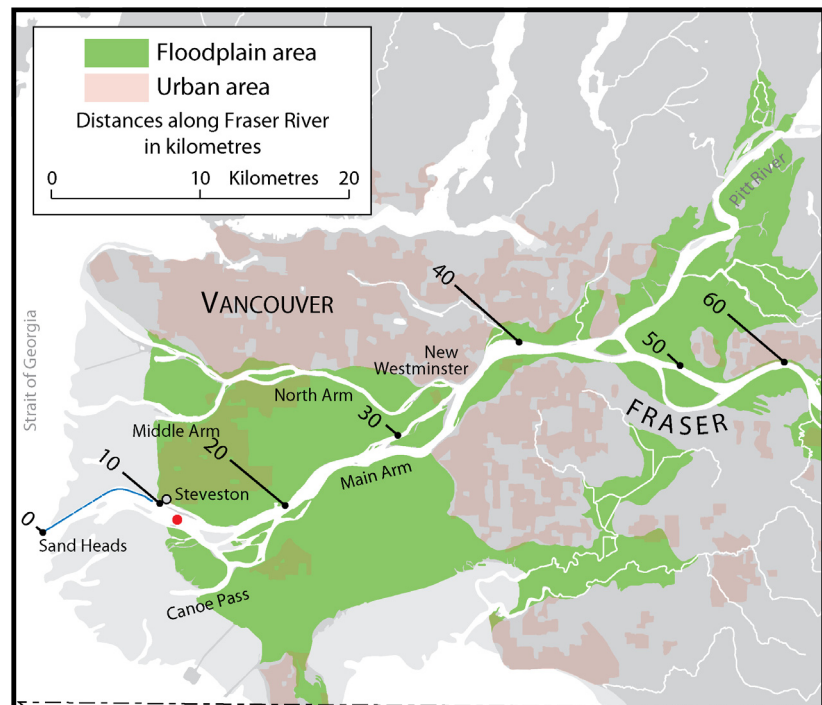 Floodplain area
Urban area
Distances along Fraser River
in kilometres
0
10
Kilometres
20
Pitt River
40
60
VANCOUVER
50
New
Westminster
Strait of Georgia
North Arm
FRASER
30
Middle Arm
20
10
Main Arm
Steveston
0
Sand Heads
Canoe Pass